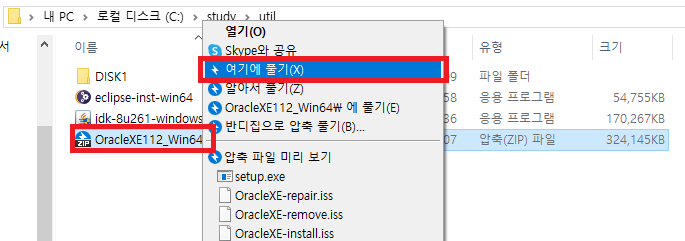 내 PC > 로컬 디스크 (C:) > study > util
서
이름
유형
크기
DISK1
9
파일 폴더
eclipse-inst-win64
58
응용 프로그램
54,755KB
jdk-8u261-windows
86
응용 프로그램
170,267KB
ZIP
OracleXE112_Win64
07
압축(ZIP) 파일
324,145KB
열기(O)
Skype와 공유
여기에 풀기(X)
알아서 풀기(Z)
OracleXE112_Win64₩ 에 풀기(E)
반디집으로 압축 풀기(B)...
압축 파일 미리 보기
setup.exe
OracleXE-repair.iss
OracleXE-remove.iss
OracleXE-install.iss